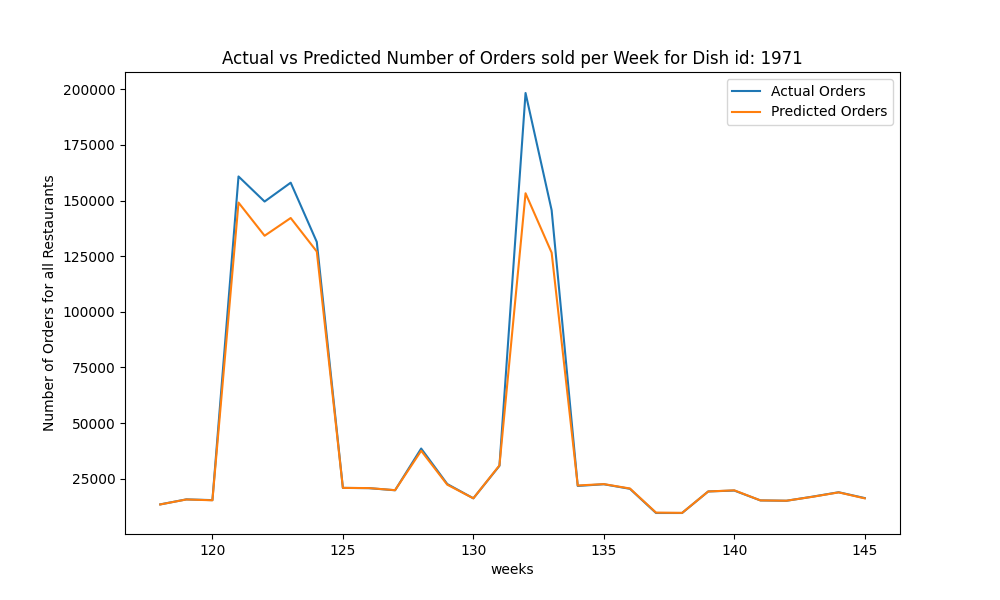 Actual vs Predicted Number of Orders sold per Week for Dish id: 1971
Actual Orders
Predicted Orders
Number of Orders for all Restaurants
200000
175000
150000
125000
100000
75000
50000
25000
120
125
130
135
140
145
weeks